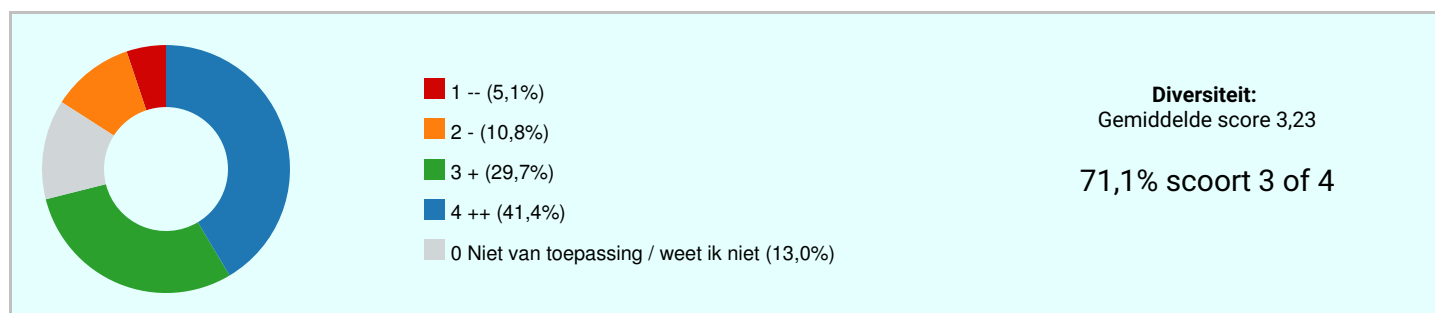 1 -- (5,1%)
2 - (10,8%)
3 + (29,7%)
4 ++ (41,4%)
0 Niet van toepassing / weet ik niet (13,0%)
Diversiteit:
Gemiddelde score 3,23
71,1% scoort 3 of 4